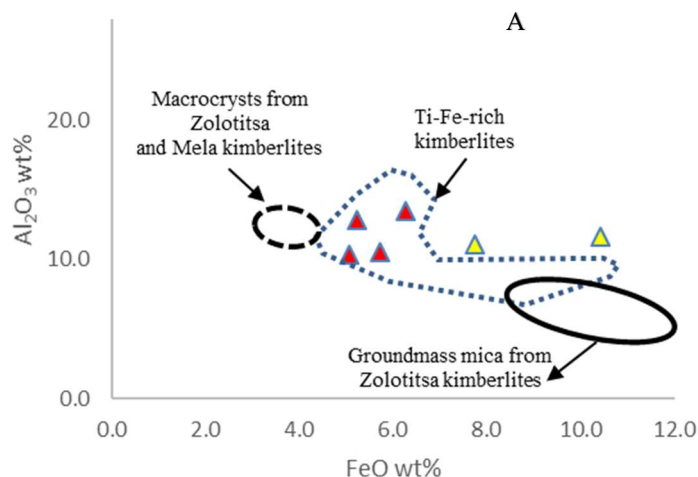 A
Macrocrysts from
Zolotitsa
and Mela kimberlites
Ti-Fe-rich
kimberlites
20.0
10.0
0.0
Al₂O₃ wt%
Groundmass mica from
Zolotitsa kimberlites
0.0 2.0 4.0 6.0 8.0 10.0 12.0
FeO wt%